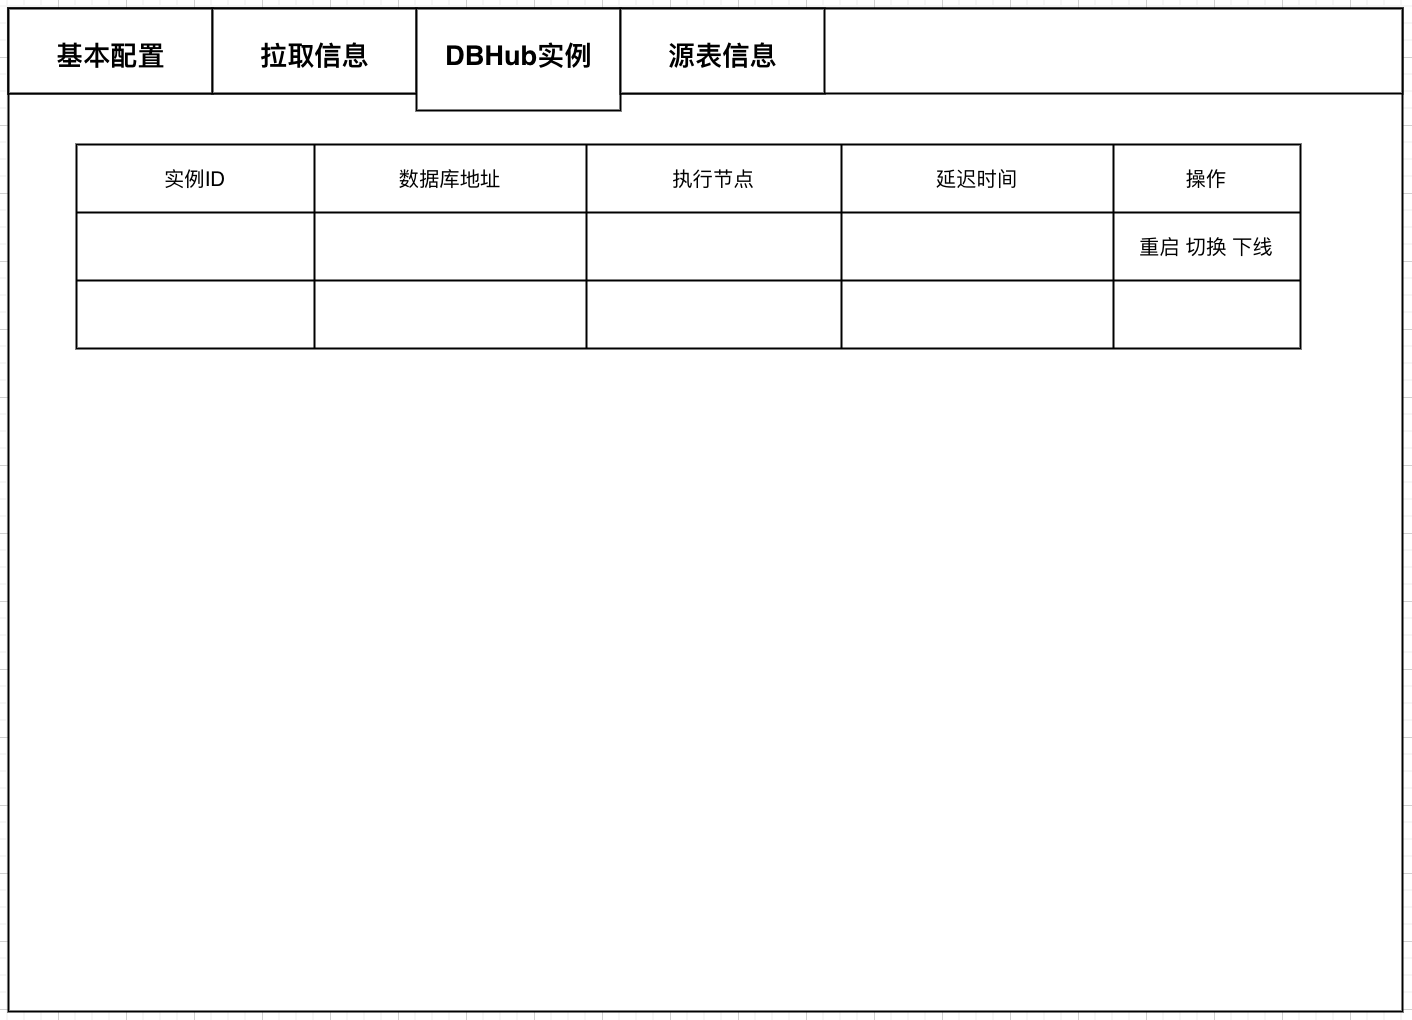 基本配置 拉取信息 DBHub实例 源表信息
实例ID 数据库地址 执行节点 延迟时间 操作
重启 切换 下线